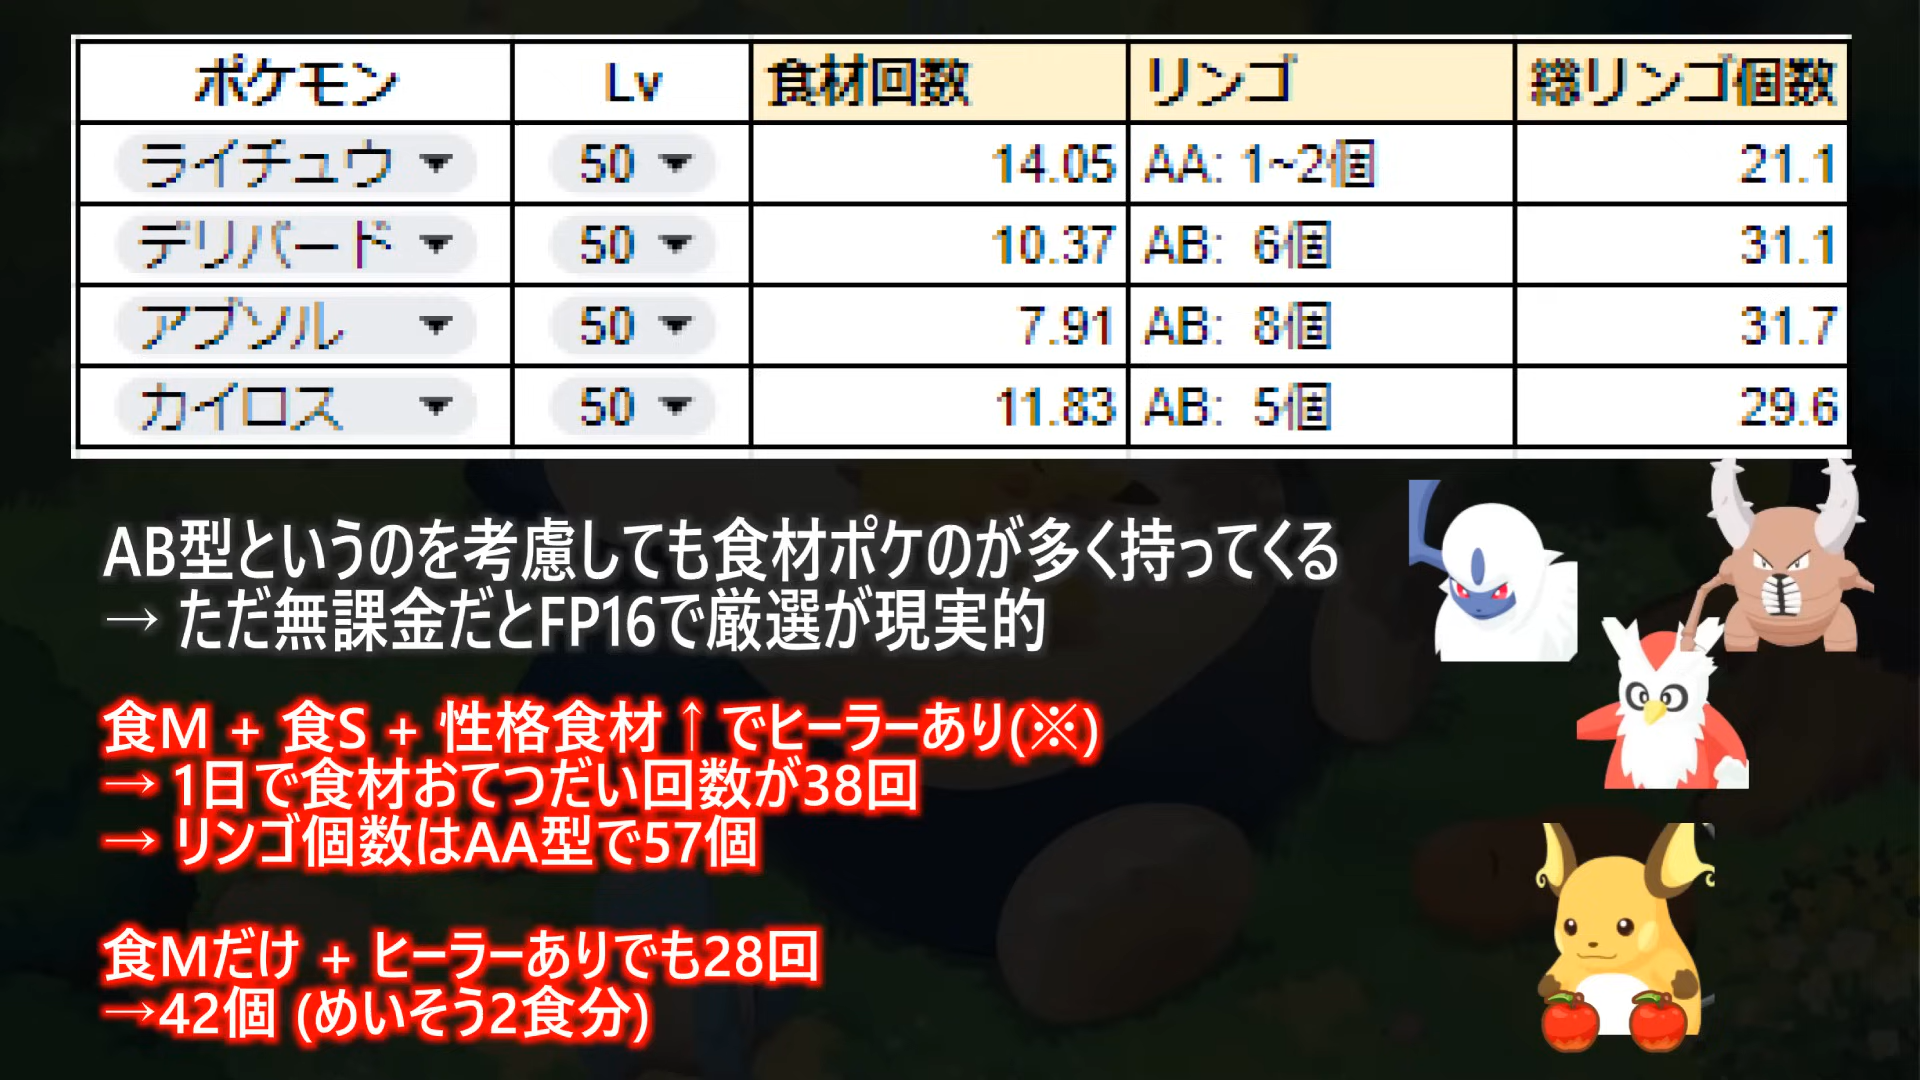 ポケモン Lv 食材回数 リンゴ 総リンゴ個数
ライチュウ 50 14.05 AA: 1~2個 21.1
デリバード 50 10.37 AB: 6個 31.1
アブソル 50 7.91 AB: 8個 31.7
カイロス 50 11.83 AB: 5個 29.6
AB型というのを考慮しても食材ポケのが多く持ってくる
→ ただ無課金だとFP16で厳選が現実的
食M + 食S + 性格食材↑でヒーラーあり(※)
→ 1日で食材おてつだい回数が38回
→ リンゴ個数はAA型で57個
食Mだけ + ヒーラーありでも28回
→42個 (めいそう2食分)